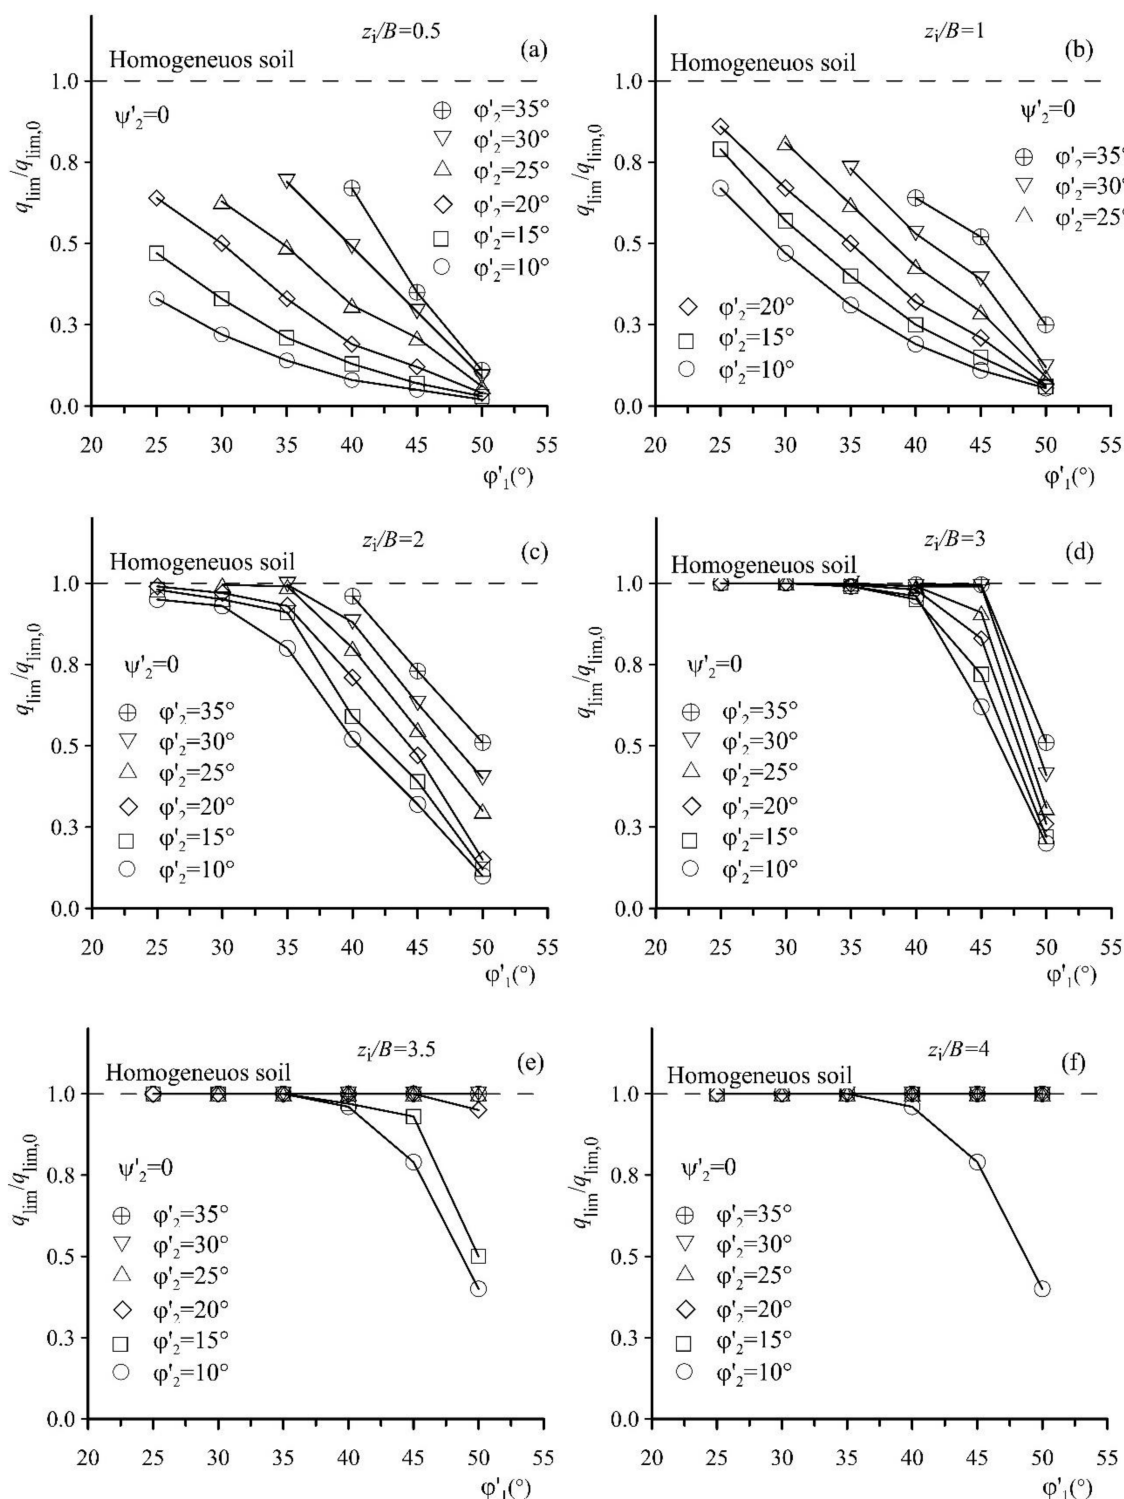 z_i/B=0.5
(a)
Homogeneuos soil
1.0
ψ'_2=0
φ'_2=35°
φ'_2=30°
φ'_2=25°
φ'_2=20°
φ'_2=15°
φ'_2=10°
0.8
0.5
0.3
0.0
q_lim/q_lim,0
20 25 30 35 40 45 50 55
φ'_1(°)
z_i/B=1
(b)
Homogeneuos soil
1.0
ψ'_2=0
φ'_2=35°
φ'_2=30°
φ'_2=25°
φ'_2=20°
φ'_2=15°
φ'_2=10°
0.8
0.5
0.3
0.0
q_lim/q_lim,0
20 25 30 35 40 45 50 55
φ'_1(°)
z_i/B=2
(c)
Homogeneuos soil
1.0
ψ'_2=0
φ'_2=35°
φ'_2=30°
φ'_2=25°
φ'_2=20°
φ'_2=15°
φ'_2=10°
0.8
0.5
0.3
0.0
q_lim/q_lim,0
20 25 30 35 40 45 50 55
φ'_1(°)
z_i/B=3
(d)
Homogeneuos soil
1.0
ψ'_2=0
φ'_2=35°
φ'_2=30°
φ'_2=25°
φ'_2=20°
φ'_2=15°
φ'_2=10°
0.8
0.5
0.3
0.0
q_lim/q_lim,0
20 25 30 35 40 45 50 55
φ'_1(°)
z_i/B=3.5
(e)
Homogeneuos soil
1.0
ψ'_2=0
φ'_2=35°
φ'_2=30°
φ'_2=25°
φ'_2=20°
φ'_2=15°
φ'_2=10°
0.8
0.5
0.3
0.0
q_lim/q_lim,0
20 25 30 35 40 45 50 55
φ'_1(°)
z_i/B=4
(f)
Homogeneuos soil
1.0
ψ'_2=0
φ'_2=35°
φ'_2=30°
φ'_2=25°
φ'_2=20°
φ'_2=15°
φ'_2=10°
0.8
0.5
0.3
0.0
q_lim/q_lim,0
20 25 30 35 40 45 50 55
φ'_1(°)